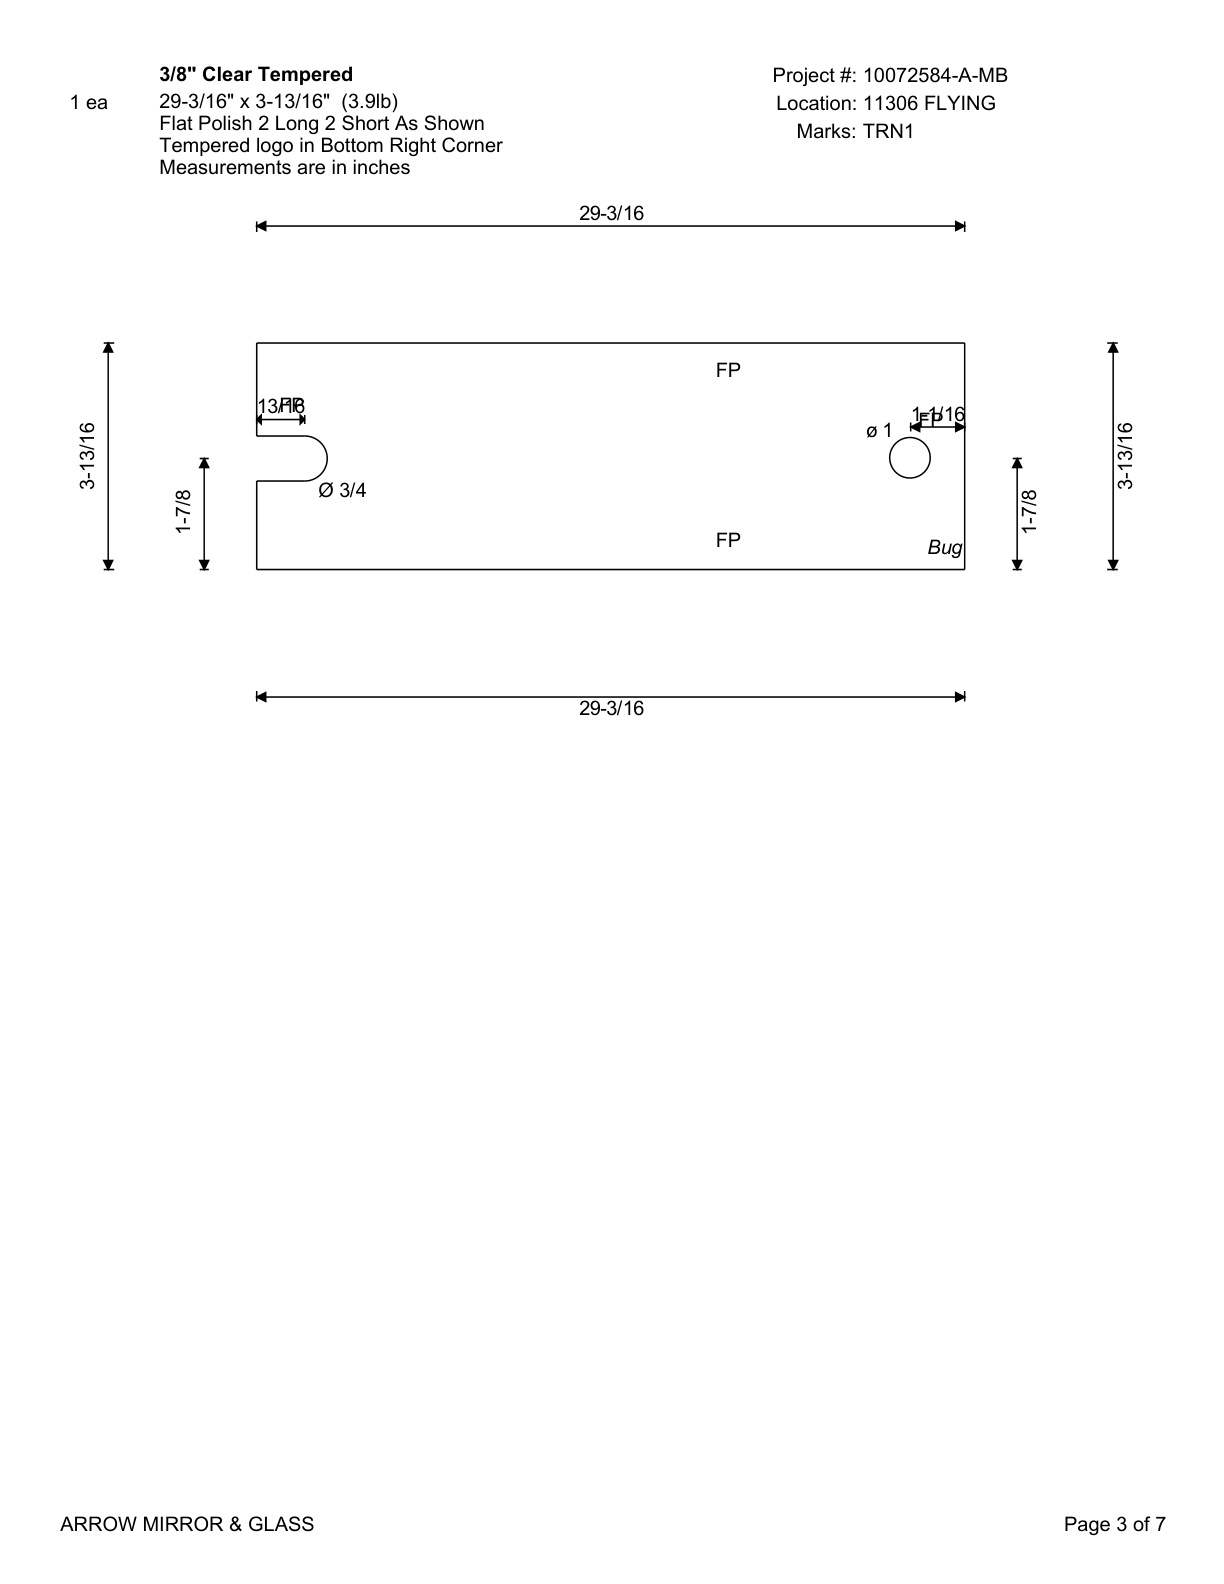 3/8" Clear Tempered
1 ea
29-3/16" x 3-13/16" (3.9lb)
Flat Polish 2 Long 2 Short As Shown
Tempered logo in Bottom Right Corner
Measurements are in inches
Project #: 10072584-A-MB
Location: 11306 FLYING
Marks: TRN1
29-3/16
FP
13/16
FP
1-1/16
FP
ø 1
3-13/16
3-13/16
1-7/8
Ø 3/4
1-7/8
FP
Bug
29-3/16
ARROW MIRROR & GLASS
Page 3 of 7